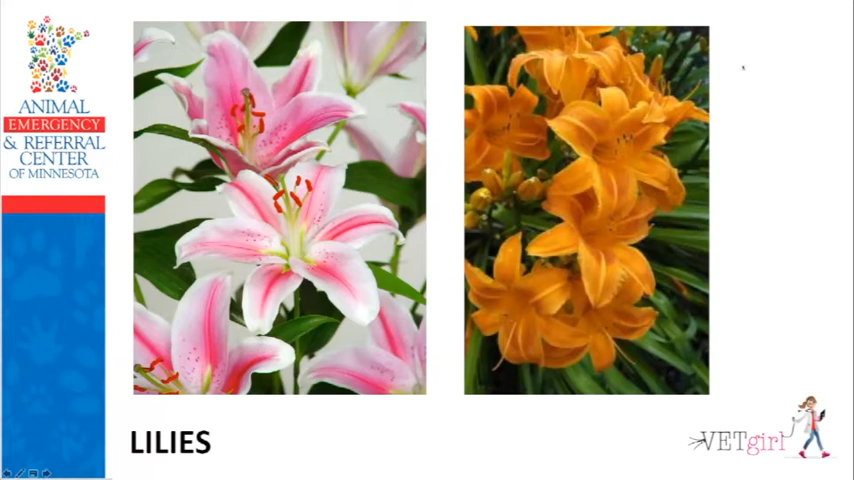 ANIMAL
EMERGENCY
& REFERRAL
CENTER
OF MINNESOTA
LILIES
VETgirl